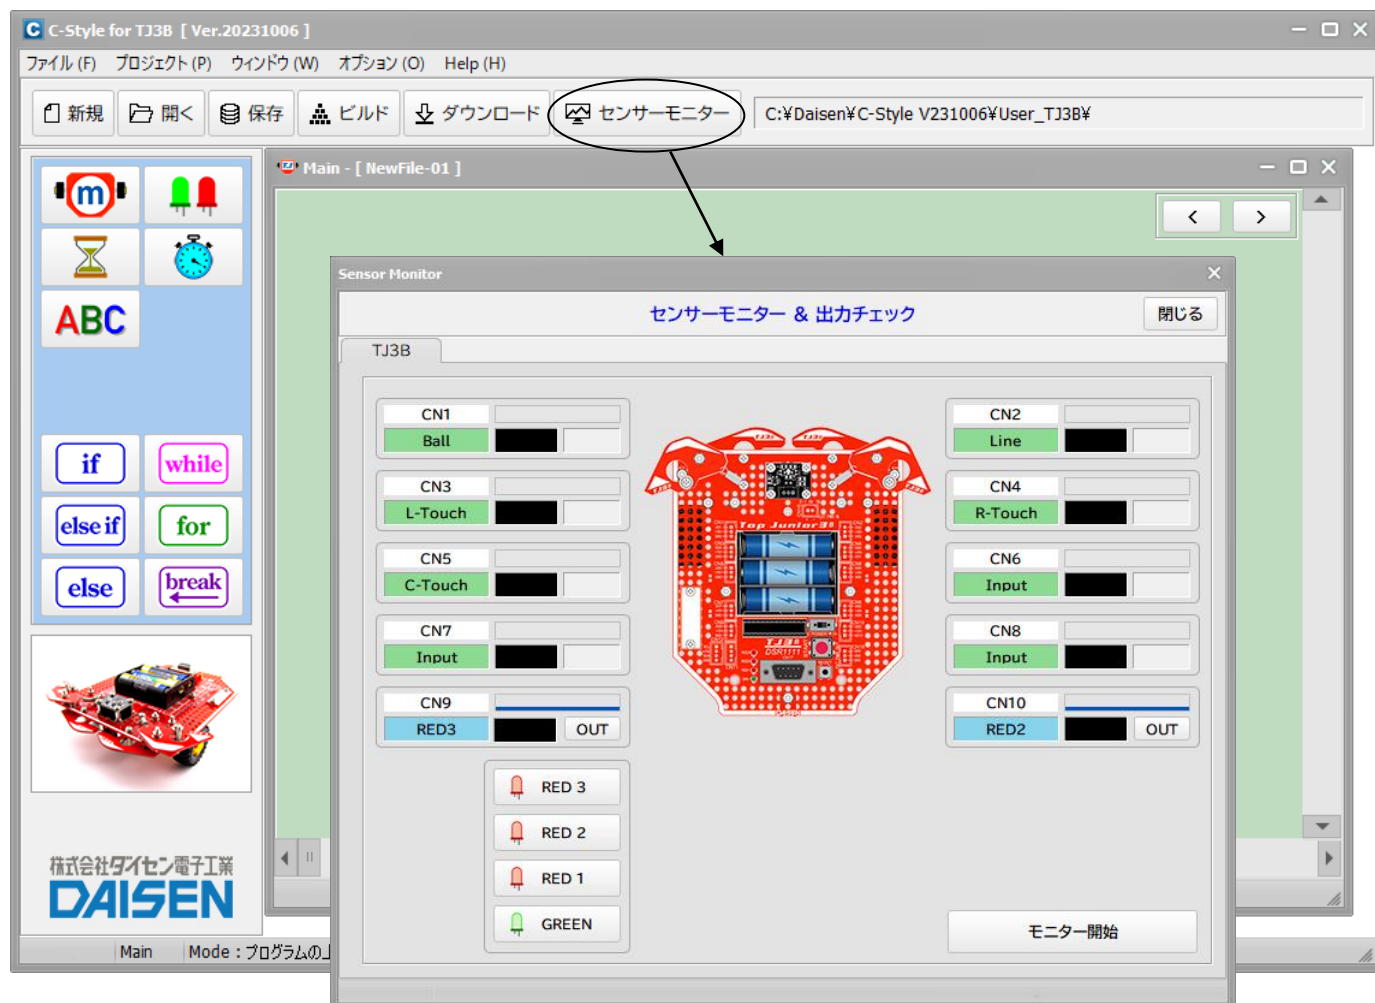 C-Style for TJ3B [ Ver.20231006 ]
ファイル (F) プロジェクト (P) ウィンドウ (W) オプション (O) Help (H)
新規 開く 保存 ビルド ダウンロード センサーモニター C:¥Daisen¥C-Style V231006¥User_TJ3B¥
Main - [ NewFile-01 ]
m
< >
ABC
if while
else if for
else break
Sensor Monitor
センサーモニター & 出力チェック 閉じる
TJ3B
CN1 CN2
Ball Line
CN3 CN4
L-Touch R-Touch
Top Junior3B
CN5 CN6
C-Touch Input
CN7 CN8
Input Input
TJ3B
DSR1111
CN9 CN10
RED3 OUT RED2 OUT
RED 3
RED 2
RED 1
GREEN
モニター開始
株式会社ダイセン電子工業
DAISEN
Main Mode : プログラムの